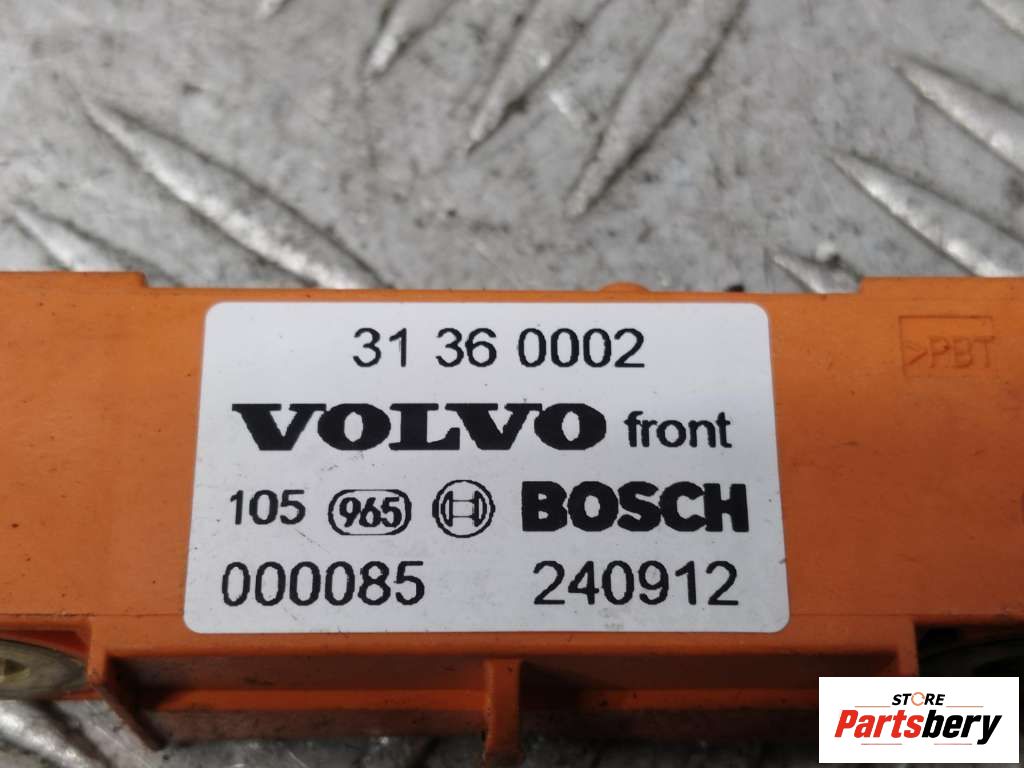 31 36 0002
VOLVO front
105 965 BOSCH
000085 240912
>PBT
STORE
Partsbery